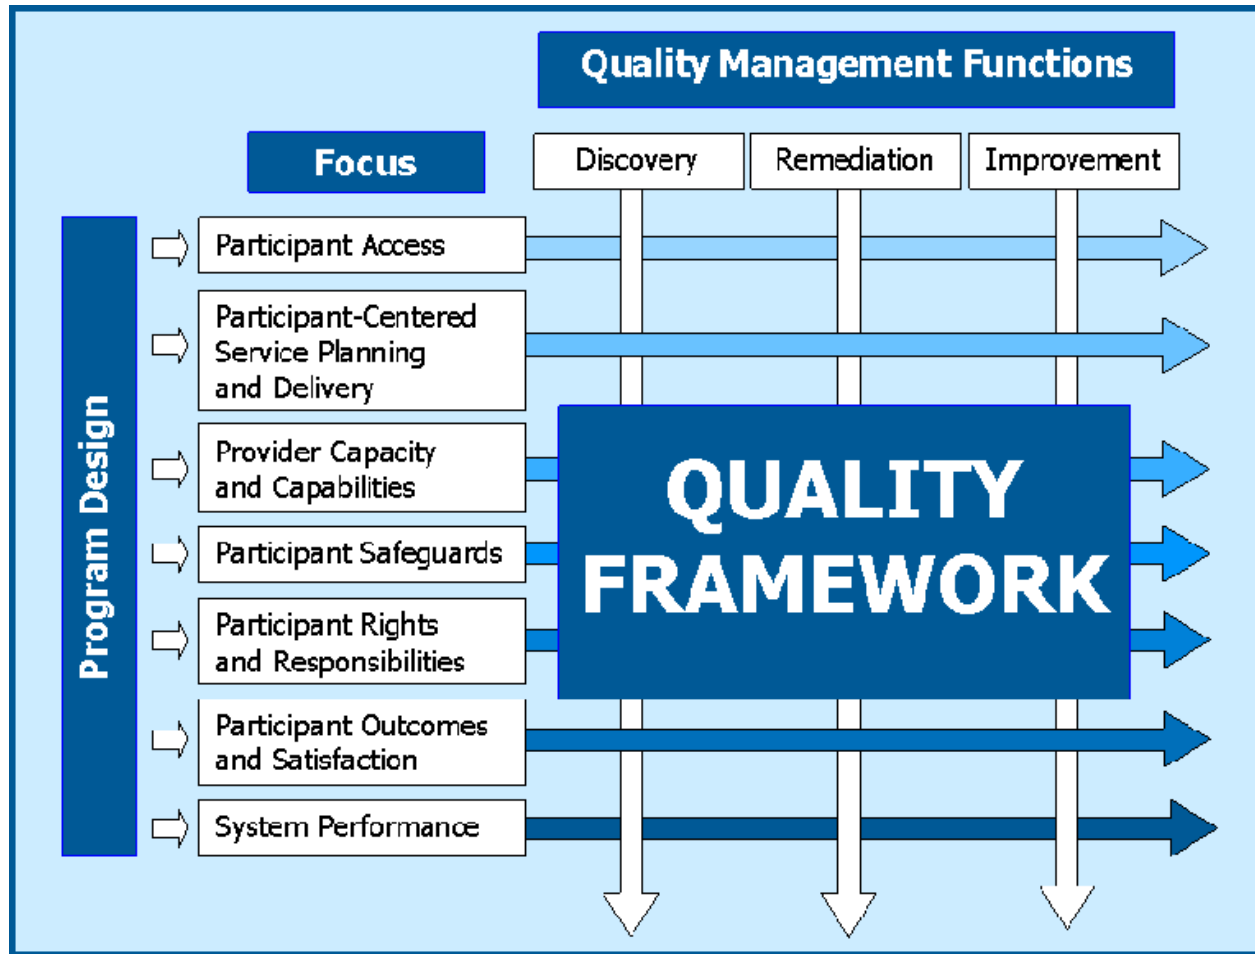 Quality Management Functions
Focus
Discovery
Remediation
Improvement
Program Design
Participant Access
Participant-Centered
Service Planning
and Delivery
Provider Capacity
and Capabilities
Participant Safeguards
Participant Rights
and Responsibilities
Participant Outcomes
and Satisfaction
System Performance
QUALITY
FRAMEWORK